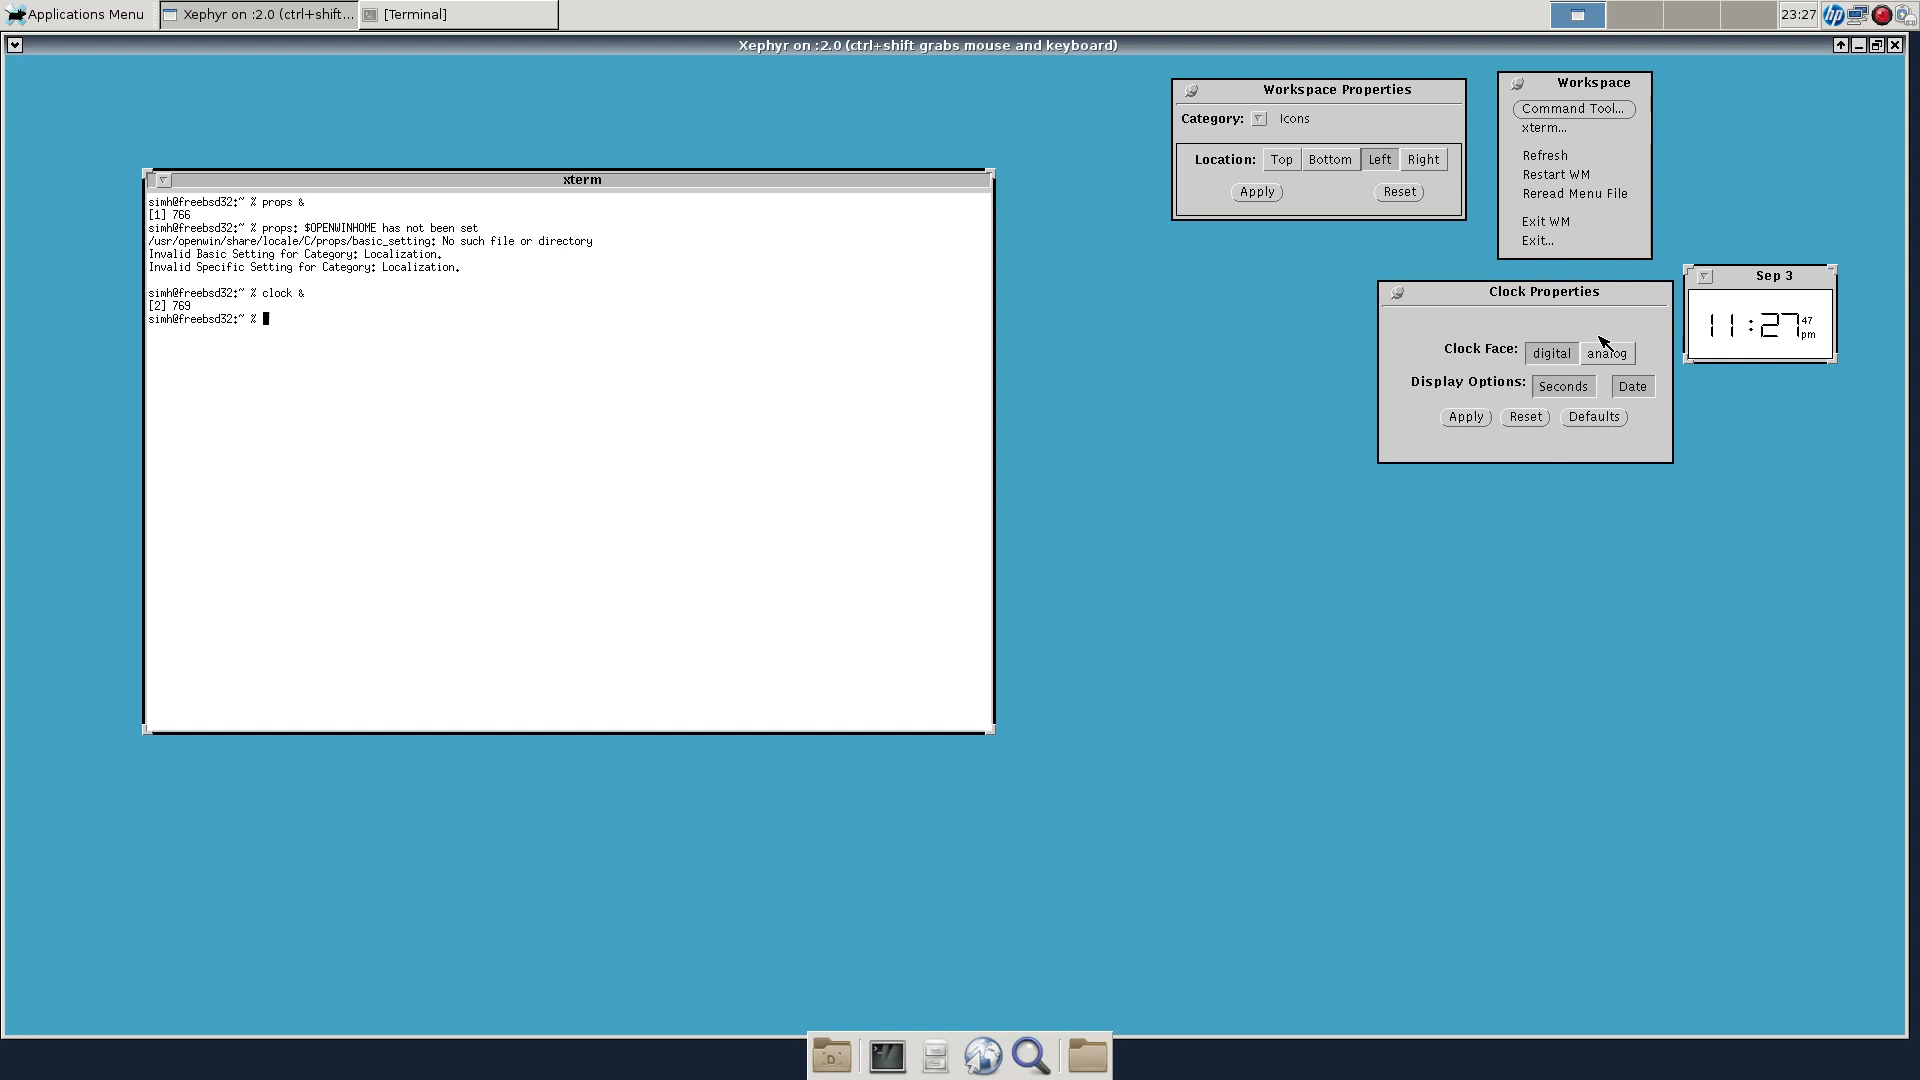 Applications Menu
Xephyr on :2.0 (ctrl+shift...
[Terminal]
23:27
Xephyr on :2.0 (ctrl+shift grabs mouse and keyboard)
xterm
simh@freebsd32:~ % props &
[1] 766
simh@freebsd32:~ % props: $OPENWINHOME has not been set
/usr/openwin/share/locale/C/props/basic_setting: No such file or directory
Invalid Basic Setting for Category: Localization.
Invalid Specific Setting for Category: Localization.
simh@freebsd32:~ % clock &
[2] 769
simh@freebsd32:~ %
Workspace Properties
Category: Icons
Location: Top Bottom Left Right
Apply Reset
Workspace
Command Tool...
xterm...
Refresh
Restart WM
Reread Menu File
Exit WM
Exit...
Clock Properties
Clock Face: digital analog
Display Options: Seconds Date
Apply Reset Defaults
Sep 3
11:27 47 pm
hp
D